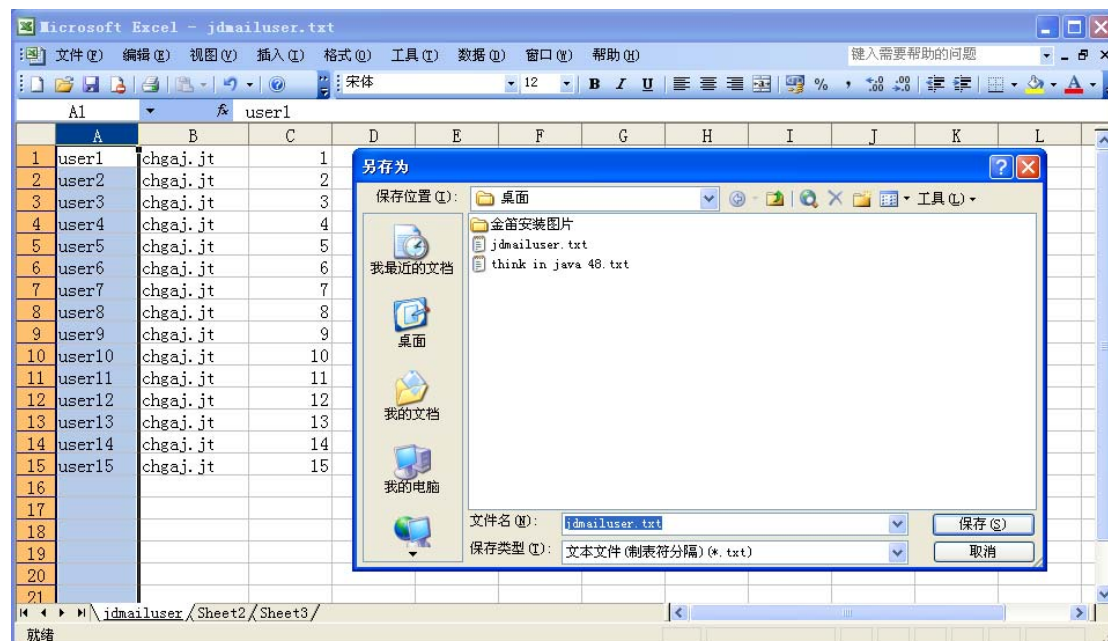 Microsoft Excel - jdmailuser.txt
文件(F) 编辑(E) 视图(V) 插入(I) 格式(O) 工具(T) 数据(D) 窗口(W) 帮助(H) 键入需要帮助的问题
宋体 12 B I U % ,
A1 fx user1
A B C D E F G H I J K L
1 user1 chgaj.jt 1
2 user2 chgaj.jt 2
3 user3 chgaj.jt 3
4 user4 chgaj.jt 4
5 user5 chgaj.jt 5
6 user6 chgaj.jt 6
7 user7 chgaj.jt 7
8 user8 chgaj.jt 8
9 user9 chgaj.jt 9
10 user10 chgaj.jt 10
11 user11 chgaj.jt 11
12 user12 chgaj.jt 12
13 user13 chgaj.jt 13
14 user14 chgaj.jt 14
15 user15 chgaj.jt 15
16
17
18
19
20
21
另存为
保存位置(I): 桌面 工具(L)
金笛安装图片
jdmailuser.txt
think in java 48.txt
我最近的文档
桌面
我的文档
我的电脑
文件名(N): jdmailuser.txt 保存(S)
保存类型(T): 文本文件(制表符分隔)(*.txt) 取消
jdmailuser Sheet2 Sheet3
就绪